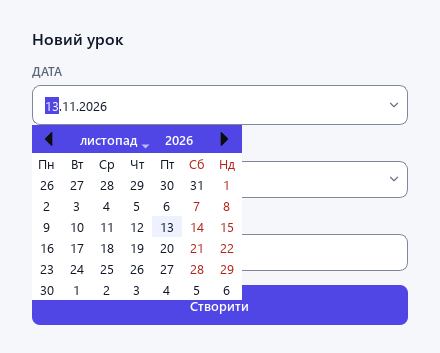 Новий урок
ДАТА
13.11.2026
листопад 2026
Пн Вт Ср Чт Пт Сб Нд
26 27 28 29 30 31 1
2 3 4 5 6 7 8
9 10 11 12 13 14 15
16 17 18 19 20 21 22
23 24 25 26 27 28 29
30 1 2 3 4 5 6
Створити